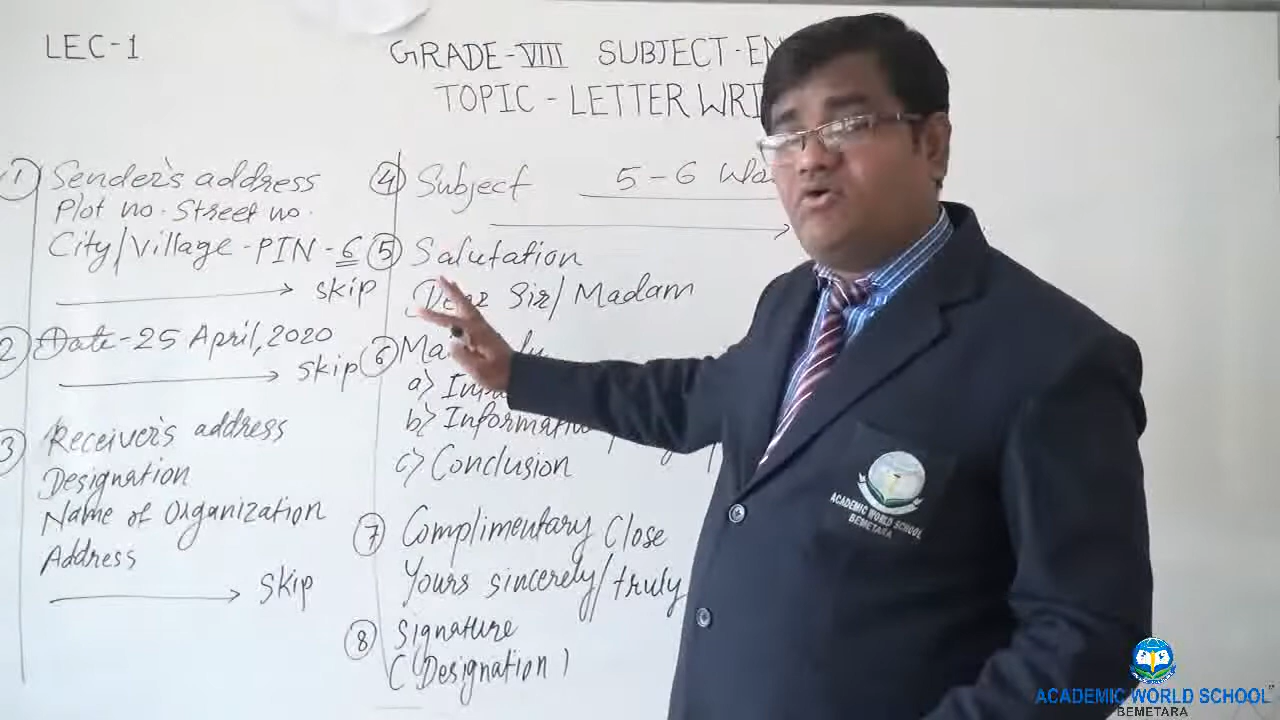 LEC-1
GRADE-VIII SUBJECT-EN
TOPIC - LETTER WRI
1 Sender's address
Plot no. Street no.
City/Village - PIN - 6
skip
2 Date - 25 April, 2020
skip
3 Receiver's address
Designation
Name of Organization
Address
skip
4 Subject 5-6
5 Salutation
Dear Sir/Madam
6
a)
b)
c) Conclusion
7 Complimentary Close
Yours sincerely/truly
8 Signature
(Designation)
ACADEMIC WORLD SCHOOL
BEMETARA
ACADEMIC WORLD SCHOOL
BEMETARA